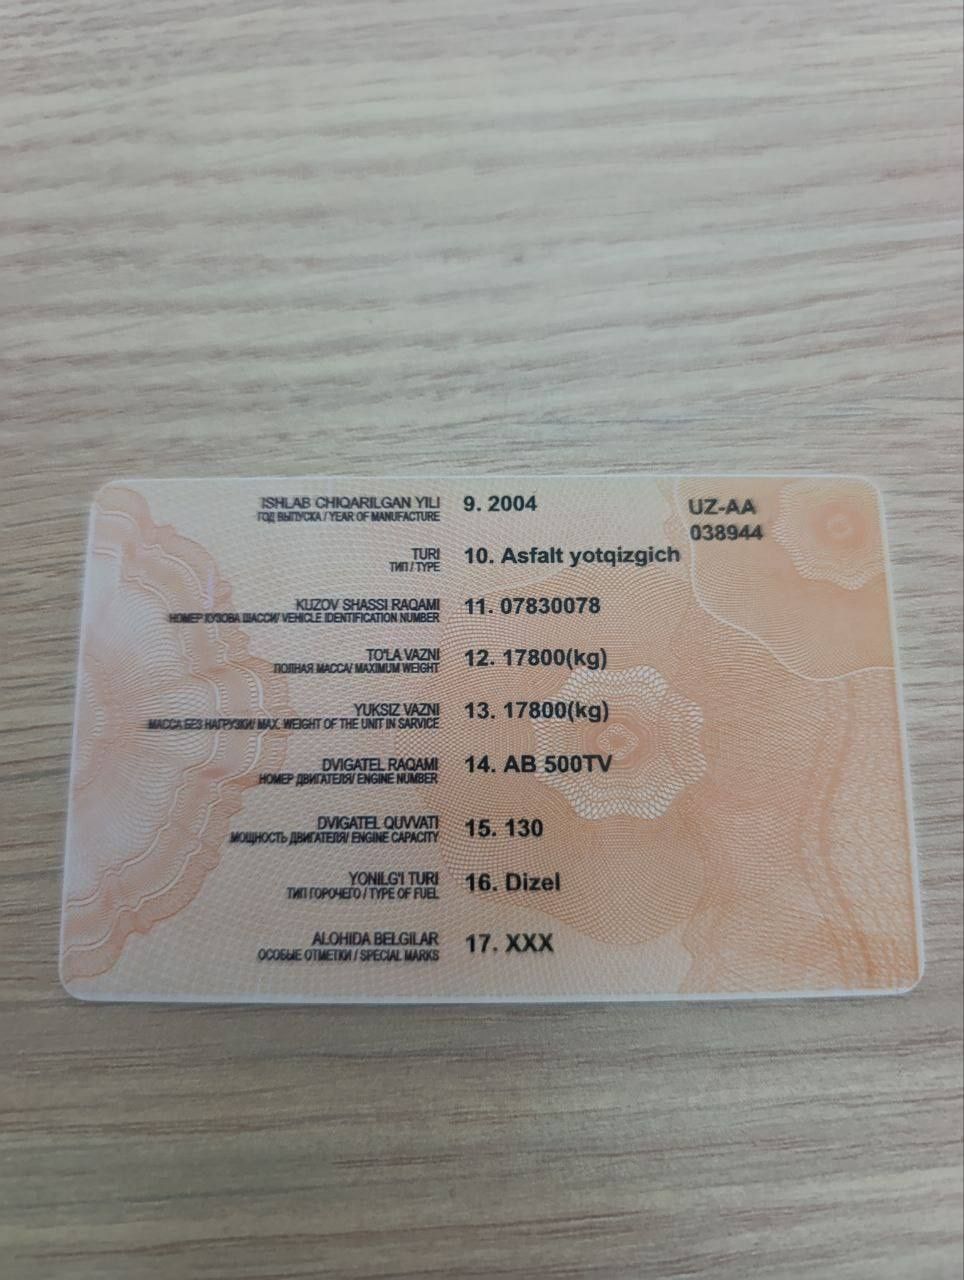 ISHLAB CHIQARILGAN YILI 9. 2004
ГОД ВЫПУСКА / YEAR OF MANUFACTURE
UZ-AA
038944
TURI 10. Asfalt yotqizgich
ТИП / TYPE
KUZOV SHASSI RAQAMI 11. 07830078
НОМЕР КУЗОВА ШАССИ/ VEHICLE IDENTIFICATION NUMBER
TO'LA VAZNI 12. 17800(kg)
ПОЛНАЯ МАССА/ MAXIMUM WEIGHT
YUKSIZ VAZNI 13. 17800(kg)
МАССА БЕЗ НАГРУЗКИ/ MAX. WEIGHT OF THE UNIT IN SARVICE
DVIGATEL RAQAMI 14. AB 500TV
НОМЕР ДВИГАТЕЛЯ/ ENGINE NUMBER
DVIGATEL QUVVATI 15. 130
МОЩНОСТЬ ДВИГАТЕЛЯ/ ENGINE CAPACITY
YONILG'I TURI 16. Dizel
ТИП ГОРОЧЕГО / TYPE OF FUEL
ALOHIDA BELGILAR 17. XXX
ОСОБЫЕ ОТМЕТКИ / SPECIAL MARKS